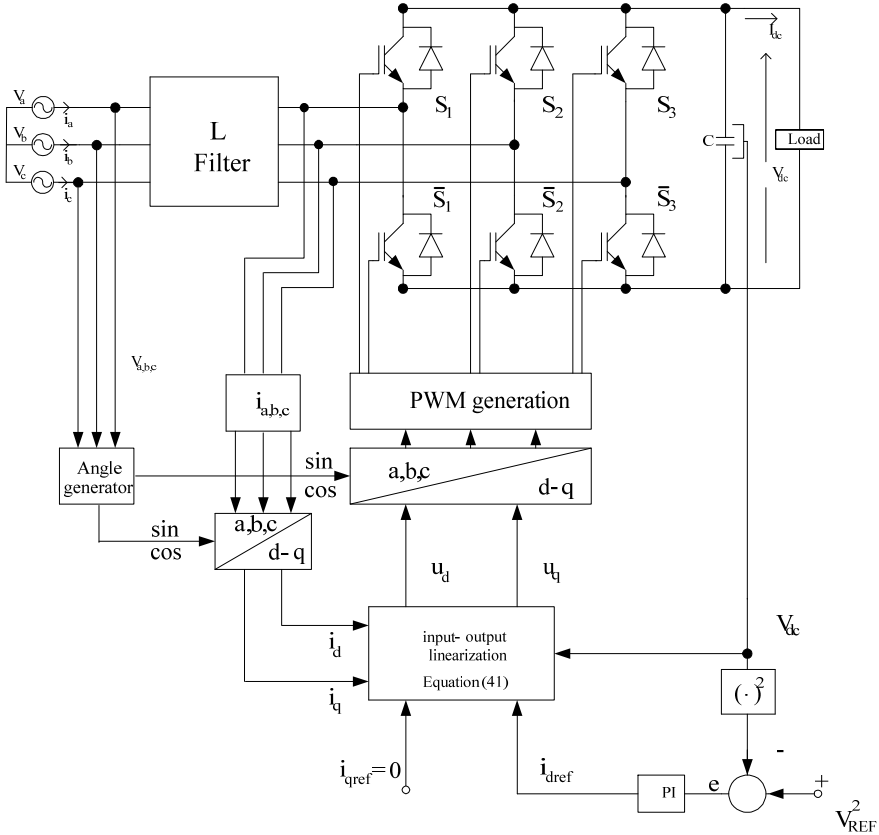 I_dc
V_a
i_a
S_1
S_2
S_3
L
Filter
V_b
i_b
C
Load
V_c
i_c
V_dc
S̄_1
S̄_2
S̄_3
V_a,b,c
i_a,b,c
PWM generation
Angle
generator
sin
cos
a,b,c
d-q
sin
cos
a,b,c
d-q
u_d
u_q
V_dc
i_d
i_q
input-output
linearization
Equation(41)
(·)^2
-
i_qref=0
i_dref
PI
e
+
V_REF^2